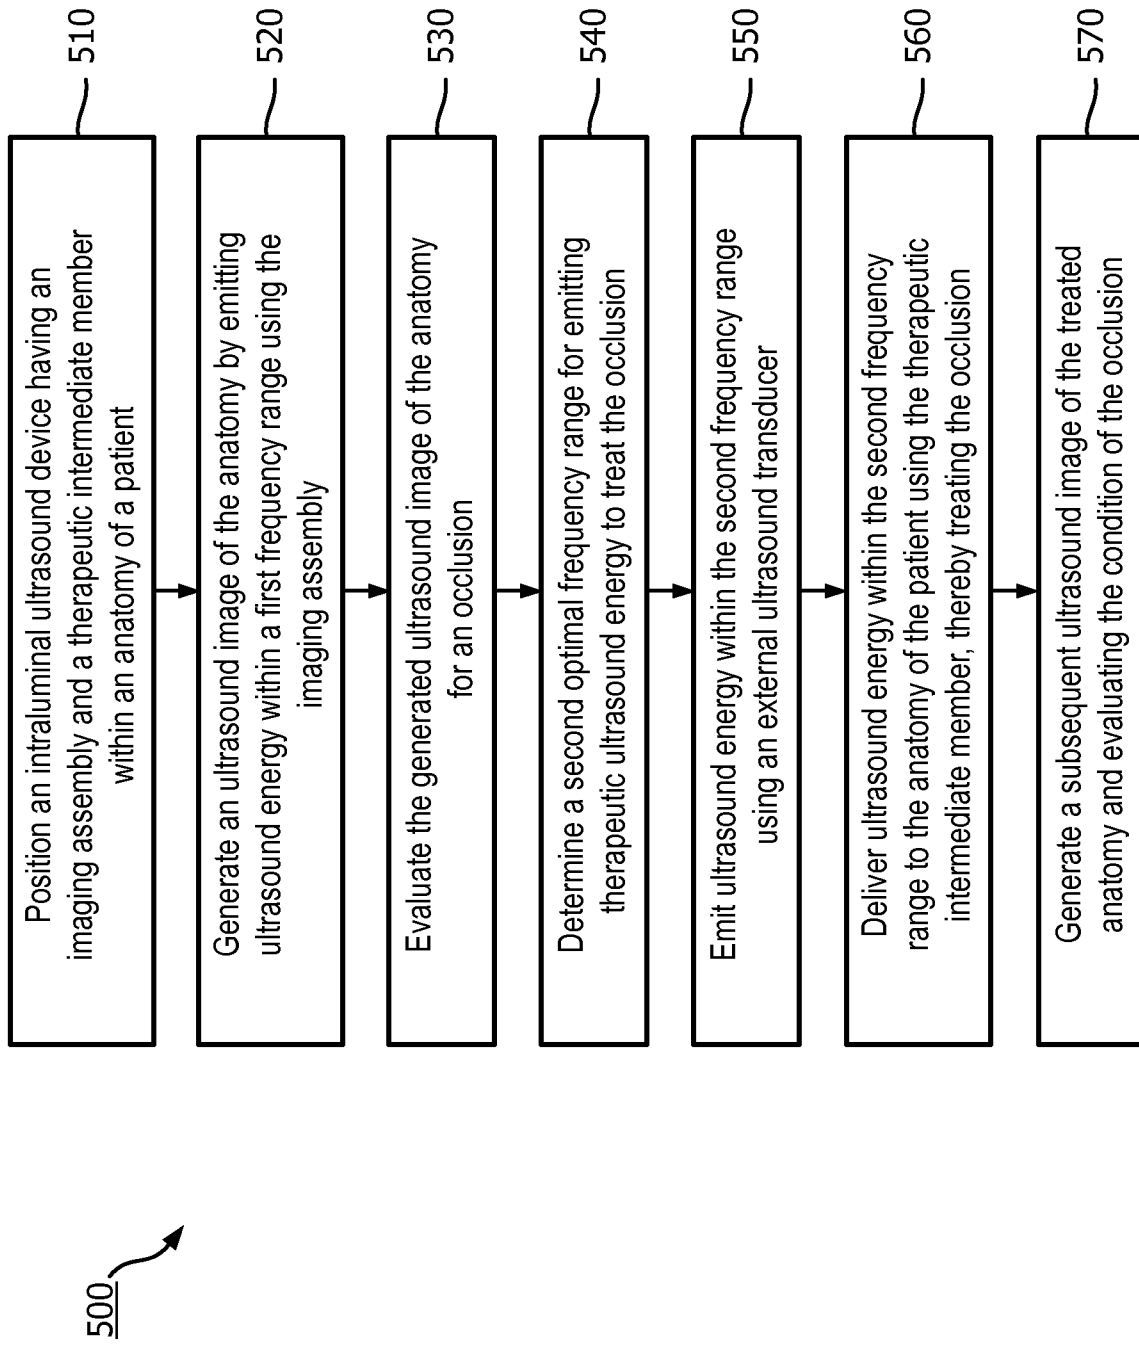 500
Position an intraluminal ultrasound device having an
imaging assembly and a therapeutic intermediate member
within an anatomy of a patient
510
Generate an ultrasound image of the anatomy by emitting
ultrasound energy within a first frequency range using the
imaging assembly
520
Evaluate the generated ultrasound image of the anatomy
for an occlusion
530
Determine a second optimal frequency range for emitting
therapeutic ultrasound energy to treat the occlusion
540
Emit ultrasound energy within the second frequency range
using an external ultrasound transducer
550
Deliver ultrasound energy within the second frequency
range to the anatomy of the patient using the therapeutic
intermediate member, thereby treating the occlusion
560
Generate a subsequent ultrasound image of the treated
anatomy and evaluating the condition of the occlusion
570